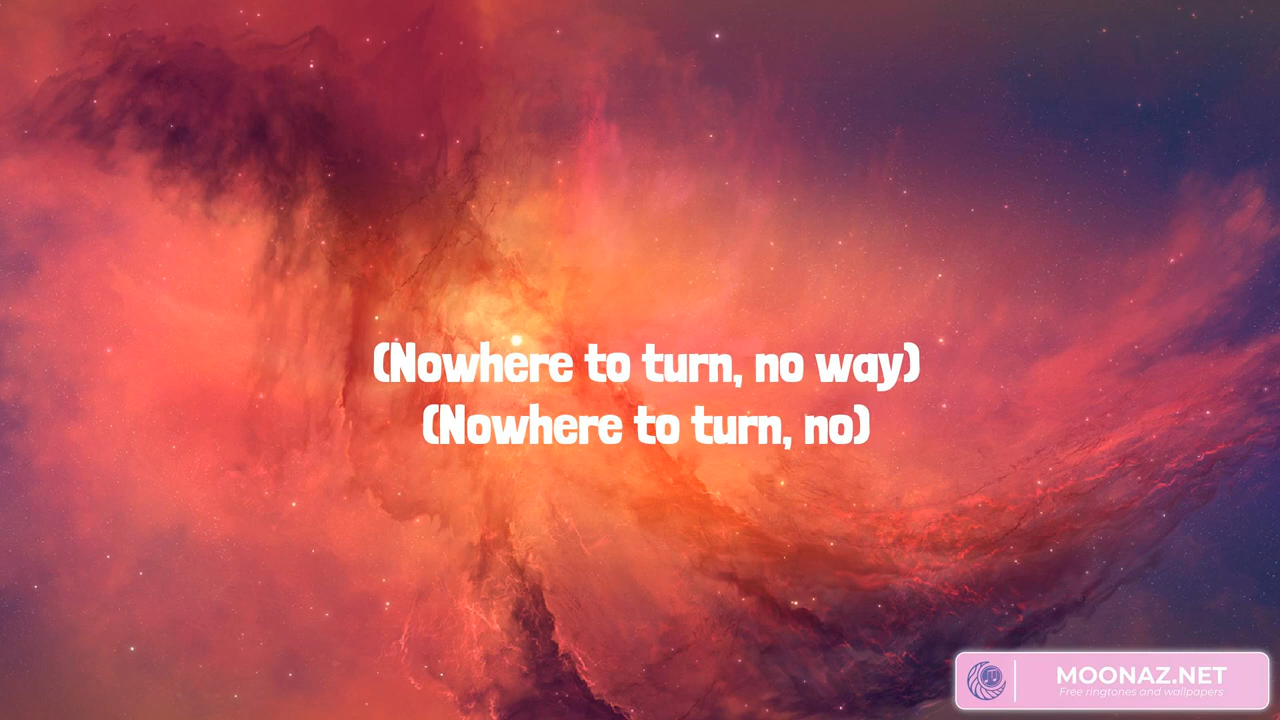 (Nowhere to turn, no way)
(Nowhere to turn, no)
MOONAZ.NET
Free ringtones and wallpapers